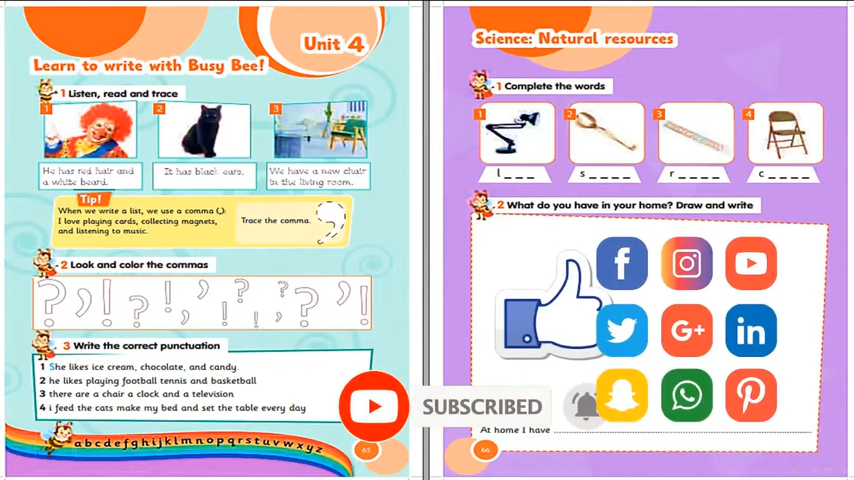 Unit 4
Learn to write with Busy Bee!
1 Listen, read and trace
1
2
3
He has red hair and
a white beard.
It has black ears.
We have a new chair
in the living room.
Tip!
When we write a list, we use a comma (,):
I love playing cards, collecting magnets,
and listening to music.
Trace the comma.
2 Look and color the commas
? , ! ? ! , ! ? ! , ? ? , !
3 Write the correct punctuation
1 She likes ice cream, chocolate, and candy.
2 he likes playing football tennis and basketball
3 there are a chair a clock and a television
4 i feed the cats make my bed and set the table every day
a b c d e f g h i j k l m n o p q r s t u v w x y z
65
Science: Natural resources
1 Complete the words
1
2
3
4
l _ _ _
s _ _ _ _
r _ _ _ _
c _ _ _ _
2 What do you have in your home? Draw and write
f
G+
in
SUBSCRIBED
At home I have
66